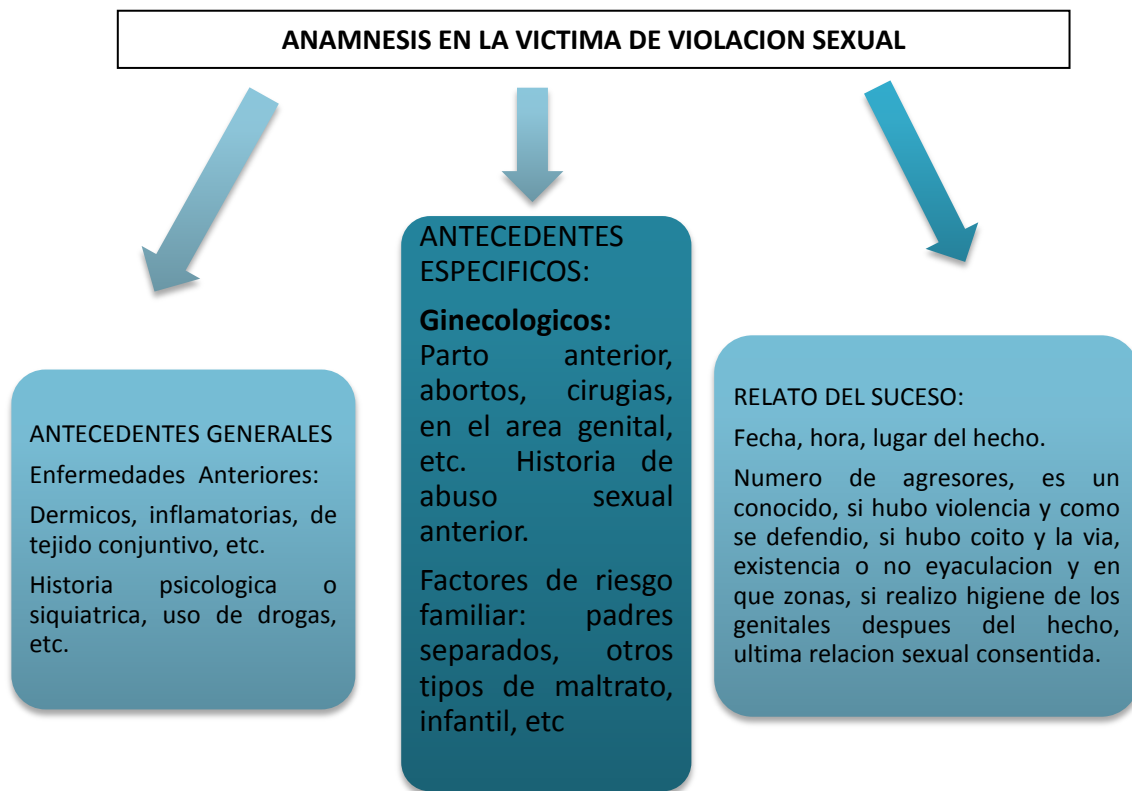 ANAMNESIS EN LA VICTIMA DE VIOLACION SEXUAL
ANTECEDENTES GENERALES
Enfermedades Anteriores:
Dermicos, inflamatorias, de
tejido conjuntivo, etc.
Historia psicologica o
siquiatrica, uso de drogas,
etc.
ANTECEDENTES
ESPECIFICOS:
Ginecologicos:
Parto anterior,
abortos, cirugias,
en el area genital,
etc. Historia de
abuso sexual
anterior.
Factores de riesgo
familiar: padres
separados, otros
tipos de maltrato,
infantil, etc
RELATO DEL SUCESO:
Fecha, hora, lugar del hecho.
Numero de agresores, es un
conocido, si hubo violencia y como
se defendio, si hubo coito y la via,
existencia o no eyaculacion y en
que zonas, si realizo higiene de los
genitales despues del hecho,
ultima relacion sexual consentida.